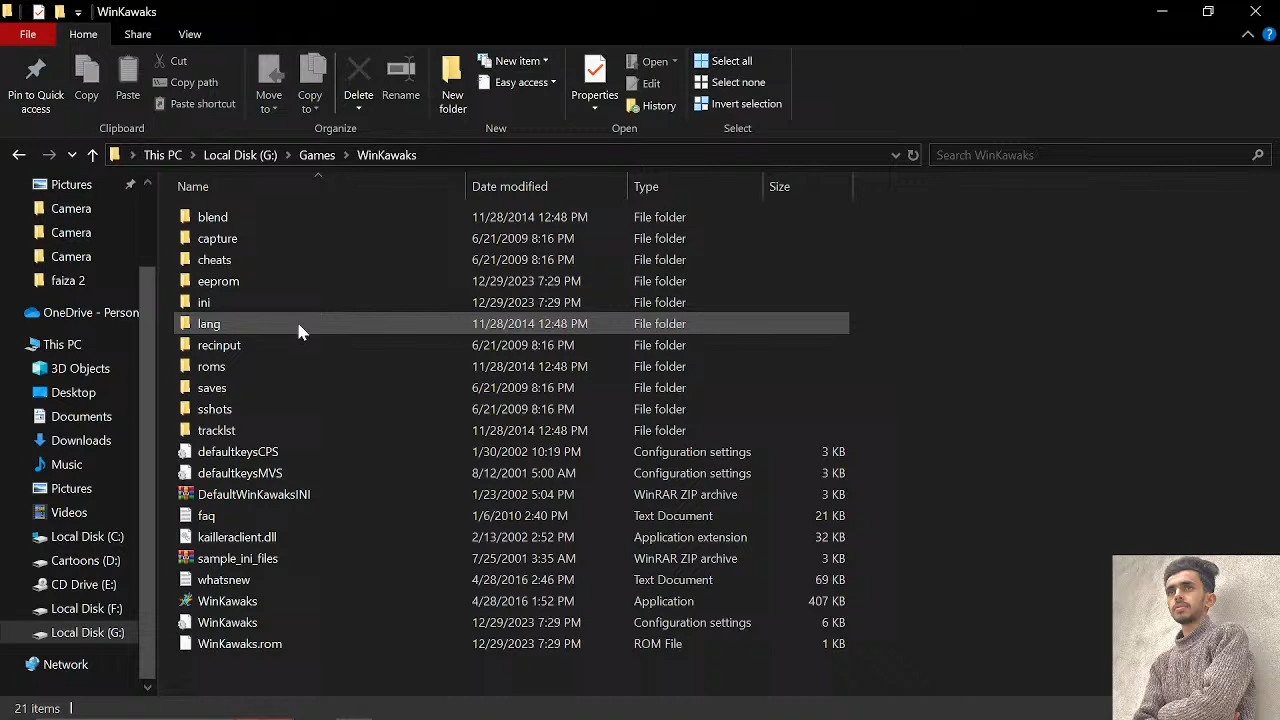 WinKawaks
File Home Share View
Pin to Quick access
Copy
Paste
Cut
Copy path
Paste shortcut
Clipboard
Move to
Copy to
Delete
Rename
Organize
New folder
New item
Easy access
New
Properties
Open
Edit
History
Open
Select all
Select none
Invert selection
Select
This PC Local Disk (G:) Games WinKawaks
Search WinKawaks
Pictures
Camera
Camera
Camera
faiza 2
OneDrive - Person
This PC
3D Objects
Desktop
Documents
Downloads
Music
Pictures
Videos
Local Disk (C:)
Cartoons (D:)
CD Drive (E:)
Local Disk (F:)
Local Disk (G:)
Network
Name Date modified Type Size
blend 11/28/2014 12:48 PM File folder
capture 6/21/2009 8:16 PM File folder
cheats 6/21/2009 8:16 PM File folder
eeprom 12/29/2023 7:29 PM File folder
ini 12/29/2023 7:29 PM File folder
lang 11/28/2014 12:48 PM File folder
recinput 6/21/2009 8:16 PM File folder
roms 11/28/2014 12:48 PM File folder
saves 6/21/2009 8:16 PM File folder
sshots 6/21/2009 8:16 PM File folder
tracklst 11/28/2014 12:48 PM File folder
defaultkeysCPS 1/30/2002 10:19 PM Configuration settings 3 KB
defaultkeysMVS 8/12/2001 5:00 AM Configuration settings 3 KB
DefaultWinKawaksINI 1/23/2002 5:04 PM WinRAR ZIP archive 3 KB
faq 1/6/2010 2:40 PM Text Document 21 KB
kailleraclient.dll 2/13/2002 2:52 PM Application extension 32 KB
sample_ini_files 7/25/2001 3:35 AM WinRAR ZIP archive 3 KB
whatsnew 4/28/2016 2:46 PM Text Document 69 KB
WinKawaks 4/28/2016 1:52 PM Application 407 KB
WinKawaks 12/29/2023 7:29 PM Configuration settings 6 KB
WinKawaks.rom 12/29/2023 7:29 PM ROM File 1 KB
21 items